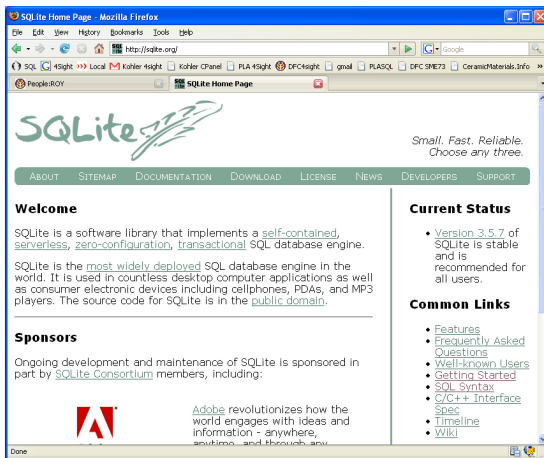 SQLite Home Page - Mozilla Firefox
File Edit View History Bookmarks Tools Help
http://sqlite.org/
Google
SQL 4Sight Local Kohler 4sight Kohler CPanel PLA 4Sight DFC4sight gmail PLASQL DFC SME73 CeramicMaterials.Info
People:ROY
SQLite Home Page
SQLite
Small. Fast. Reliable.
Choose any three.
About Sitemap Documentation Download License News Developers Support
Welcome
SQLite is a software library that implements a self-contained,
serverless, zero-configuration, transactional SQL database engine.
SQLite is the most widely deployed SQL database engine in the
world. It is used in countless desktop computer applications as well
as consumer electronic devices including cellphones, PDAs, and MP3
players. The source code for SQLite is in the public domain.
Sponsors
Ongoing development and maintenance of SQLite is sponsored in
part by SQLite Consortium members, including:
Adobe revolutionizes how the
world engages with ideas and
information - anywhere,
anytime, and through any
Current Status
Version 3.5.7 of
SQLite is stable
and is
recommended for
all users.
Common Links
Features
Frequently Asked
Questions
Well-known Users
Getting Started
SQL Syntax
C/C++ Interface
Spec
Timeline
Wiki
Done